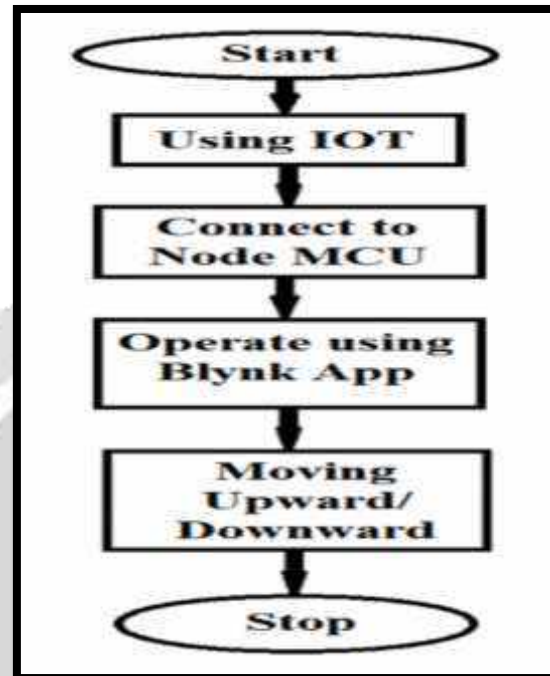 Start
Using IOT
Connect to
Node MCU
Operate using
Blynk App
Moving
Upward/
Downward
Stop